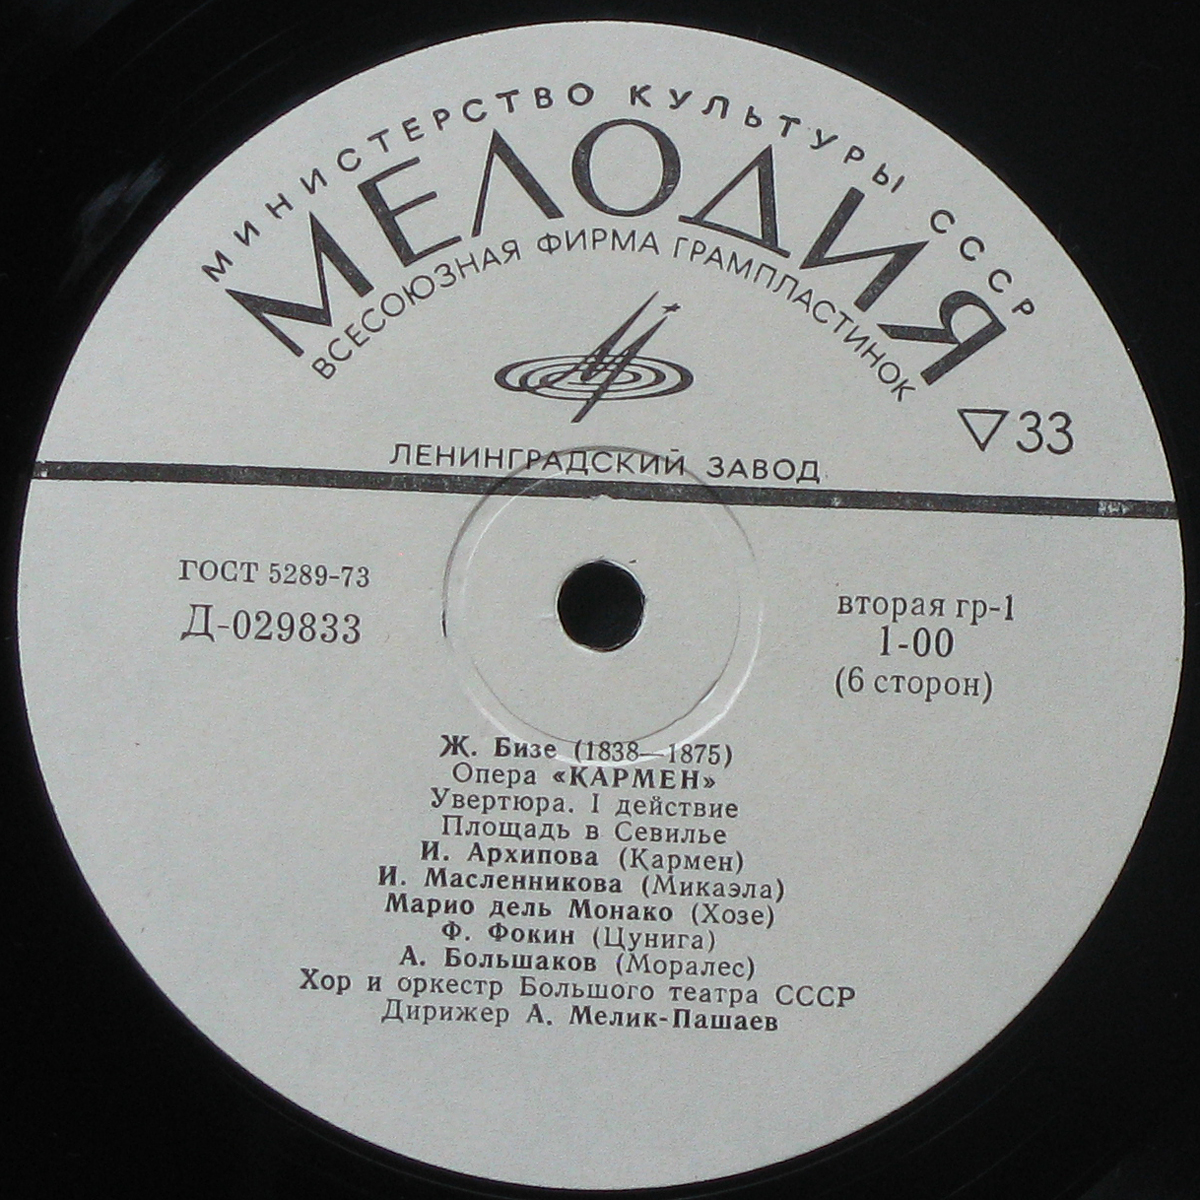 МИНИСТЕРСТВО КУЛЬТУРЫ СССР
МЕЛОДИЯ
ВСЕСОЮЗНАЯ ФИРМА ГРАМПЛАСТИНОК
▽33
ЛЕНИНГРАДСКИЙ ЗАВОД
ГОСТ 5289-73
Д-029833
вторая гр-1
1-00
(6 сторон)
Ж. Бизе (1838—1875)
Опера «КАРМЕН»
Увертюра. I действие
Площадь в Севилье
И. Архипова (Кармен)
И. Масленникова (Микаэла)
Марио дель Монако (Хозе)
Ф. Фокин (Цунига)
А. Большаков (Моралес)
Хор и оркестр Большого театра СССР
Дирижер А. Мелик-Пашаев